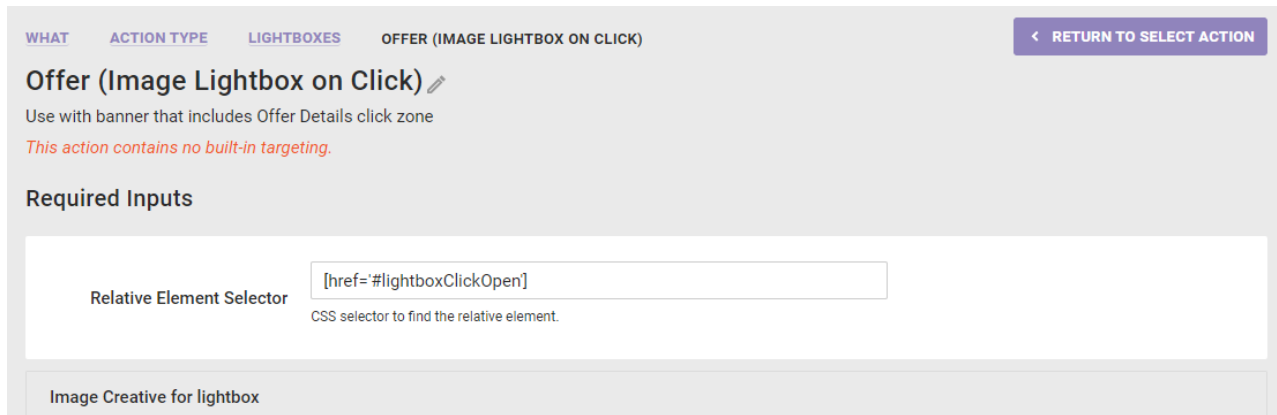 WHAT ACTION TYPE LIGHTBOXES OFFER (IMAGE LIGHTBOX ON CLICK)
< RETURN TO SELECT ACTION
Offer (Image Lightbox on Click)
Use with banner that includes Offer Details click zone
This action contains no built-in targeting.
Required Inputs
Relative Element Selector
[href='#lightboxClickOpen']
CSS selector to find the relative element.
Image Creative for lightbox